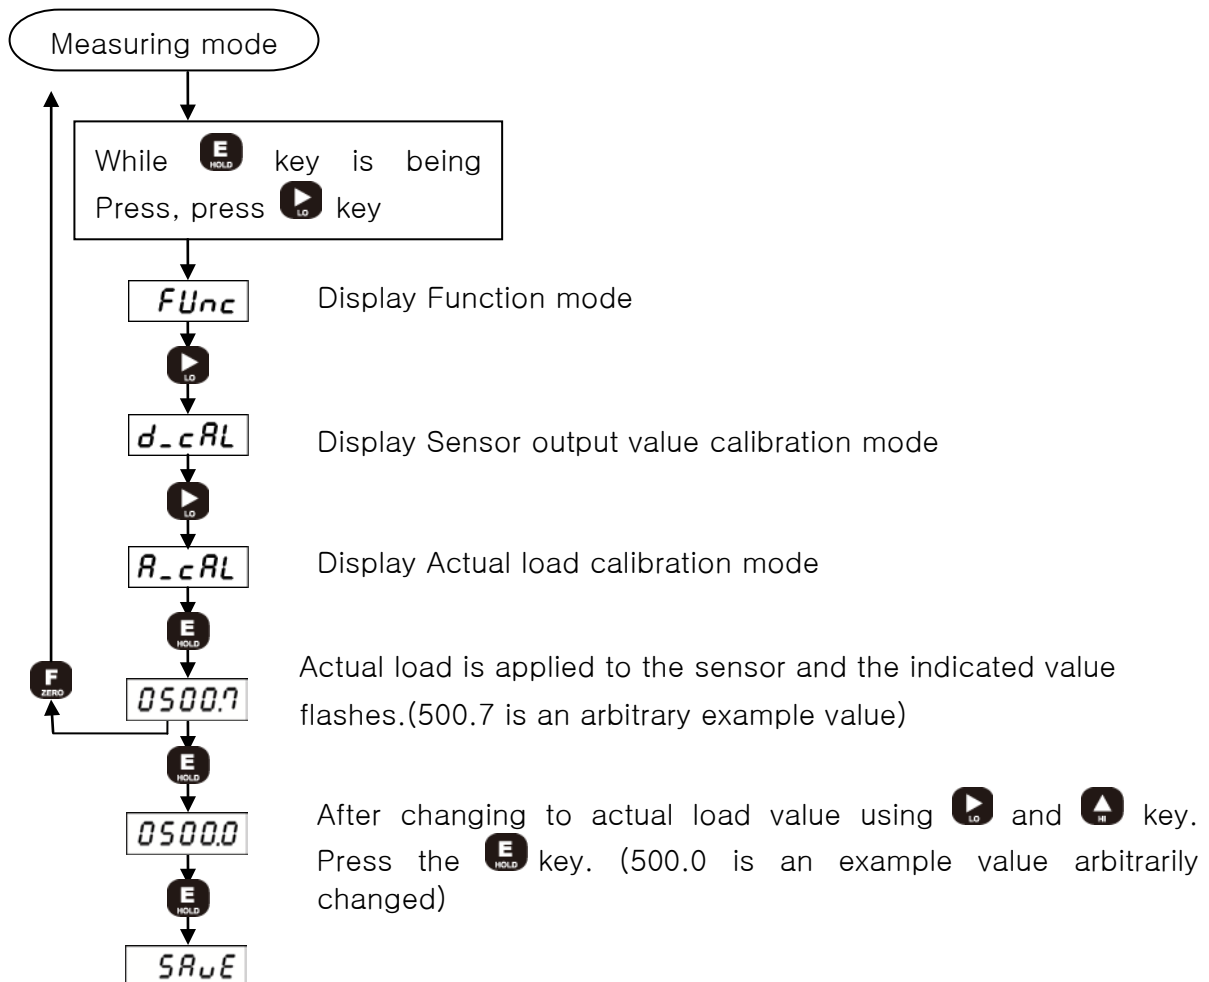 Measuring mode
While E HOLD key is being
Press, press LO key
FUnc Display Function mode
LO
d_cAL Display Sensor output value calibration mode
LO
A_cAL Display Actual load calibration mode
E HOLD
Actual load is applied to the sensor and the indicated value
F ZERO
0500.7 flashes.(500.7 is an arbitrary example value)
E HOLD
After changing to actual load value using LO and HI key.
0500.0
Press the E HOLD key. (500.0 is an example value arbitrarily
changed)
E HOLD
SAvE